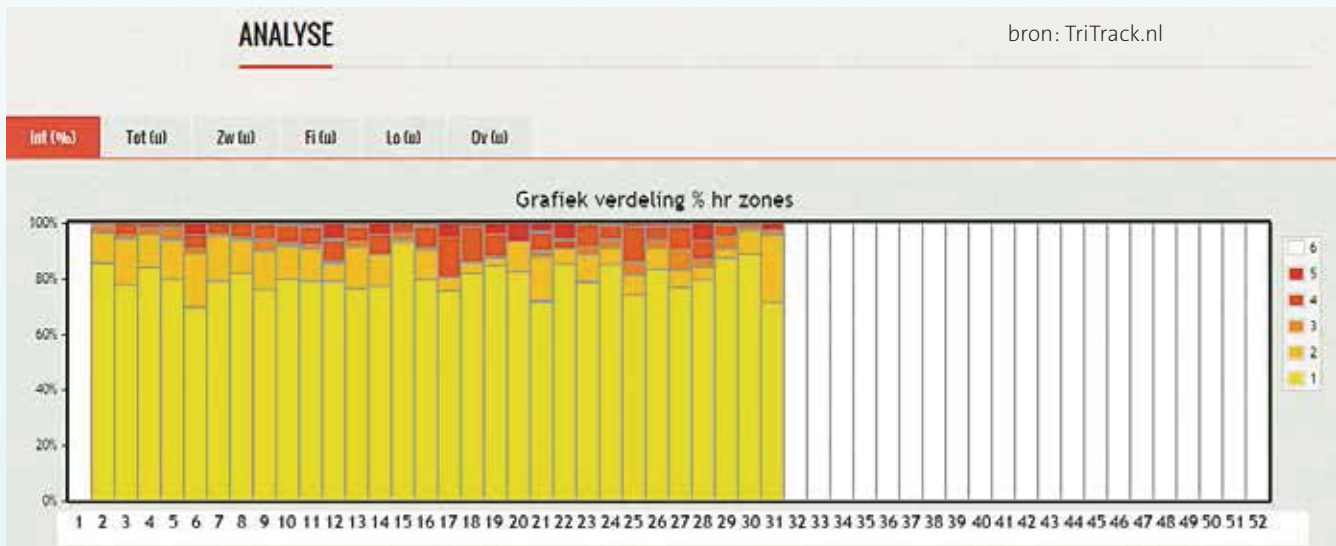 ANALYSE
bron: TriTrack.nl
Int (%)
Tot (u)
Zw (u)
Fi (u)
Lo (u)
Ov (u)
Grafiek verdeling % hr zones
100%
80%
60%
40%
20%
0%
6
5
4
3
2
1
1 2 3 4 5 6 7 8 9 10 11 12 13 14 15 16 17 18 19 20 21 22 23 24 25 26 27 28 29 30 31 32 33 34 35 36 37 38 39 40 41 42 43 44 45 46 47 48 49 50 51 52